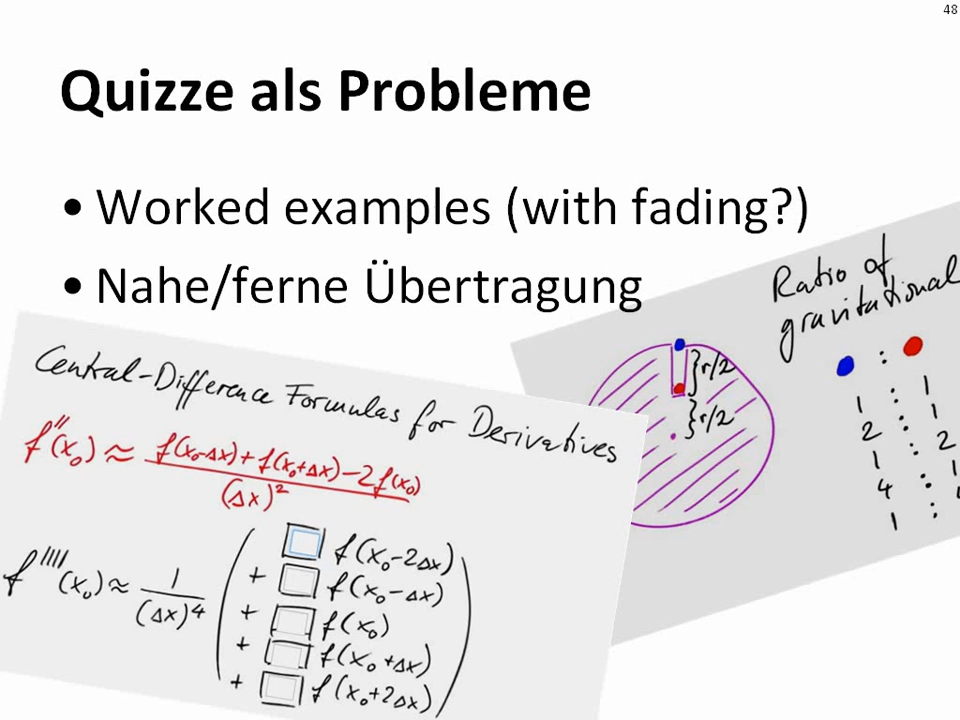 48
Quizze als Probleme
• Worked examples (with fading?)
• Nahe/ferne Übertragung
Ratio of
gravitational
:
1 : 1
2 : 1
1 : 2
4 :
1 :
}r/2
}r/2
Central-Difference Formulas for Derivatives
f''(x₀) ≈ f(x₀-Δx)+f(x₀+Δx)-2f(x₀)
(Δx)²
f''''(x₀) ≈ 1
(Δx)⁴
( □ f(x₀-2Δx)
+ □ f(x₀-Δx)
+ □ f(x₀)
+ □ f(x₀+Δx)
+ □ f(x₀+2Δx) )